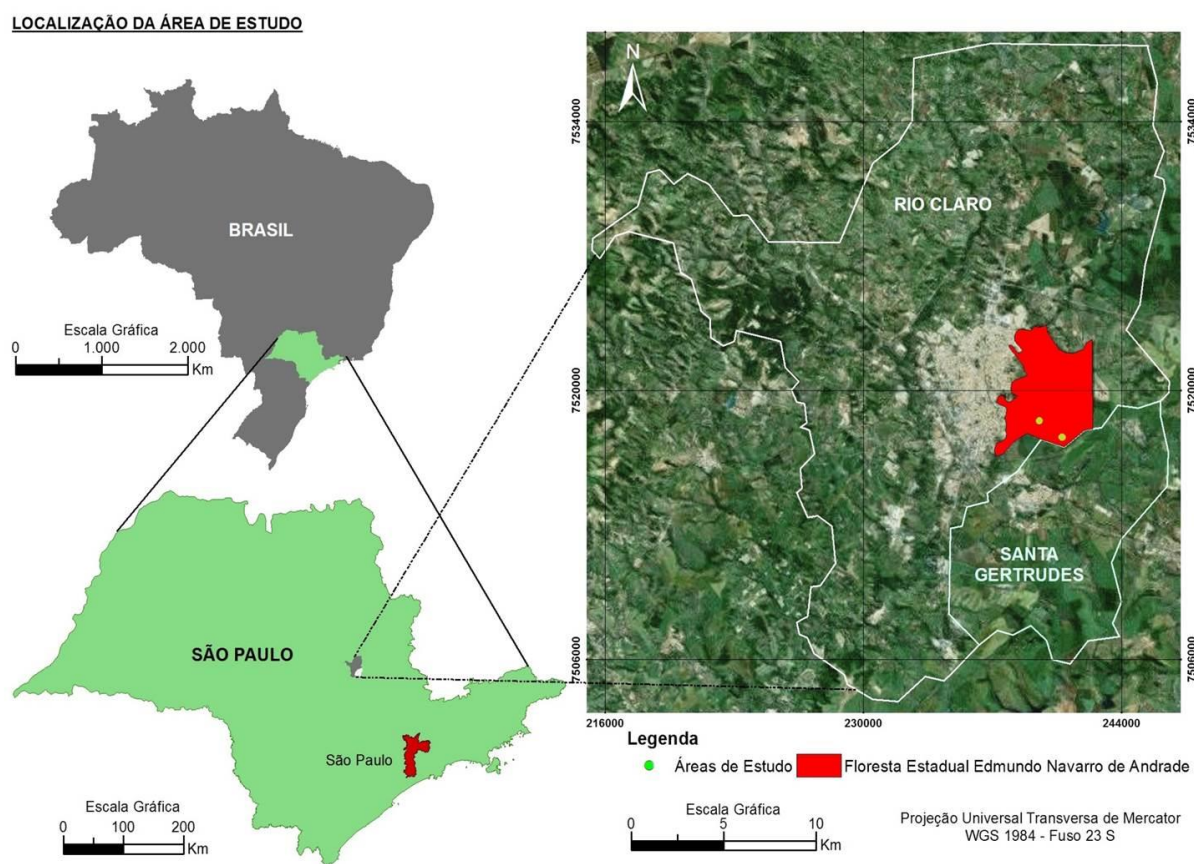 LOCALIZAÇÃO DA ÁREA DE ESTUDO
BRASIL
Escala Gráfica
0 1.000 2.000
Km
SÃO PAULO
São Paulo
Escala Gráfica
0 100 200
Km
N
7534000
7534000
RIO CLARO
7520000
7520000
SANTA
GERTRUDES
7506000
7506000
216000 230000 244000
Legenda
Áreas de Estudo Floresta Estadual Edmundo Navarro de Andrade
Escala Gráfica
0 5 10
Km
Projeção Universal Transversa de Mercator
WGS 1984 - Fuso 23 S